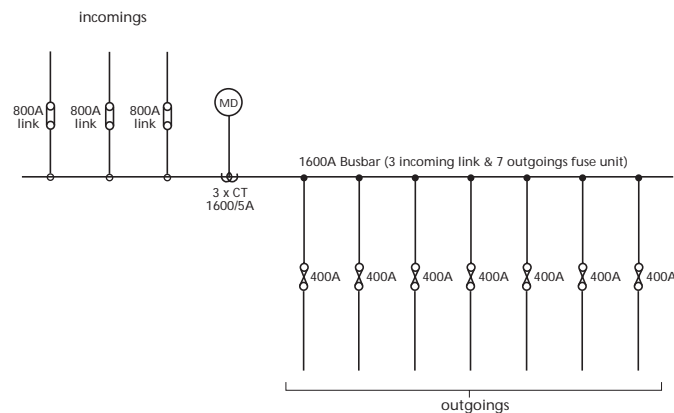 incomings
800A
link
800A
link
800A
link
MD
3 x CT
1600/5A
1600A Busbar (3 incoming link & 7 outgoings fuse unit)
400A
400A
400A
400A
400A
400A
400A
outgoings